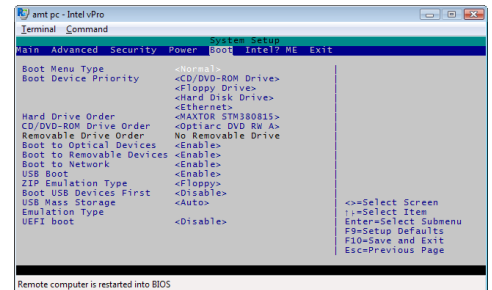 amt pc - Intel vPro
Terminal Command
System Setup
Main Advanced Security Power Boot Intel? ME Exit
Boot Menu Type <Normal>
Boot Device Priority <CD/DVD-ROM Drive>
<Floppy Drive>
<Hard Disk Drive>
<Ethernet>
Hard Drive Order <MAXTOR STM380815>
CD/DVD-ROM Drive Order <Optiarc DVD RW A>
Removable Drive Order No Removable Drive
Boot to Optical Devices <Enable>
Boot to Removable Devices <Enable>
Boot to Network <Enable>
USB Boot <Enable>
ZIP Emulation Type <Floppy>
Boot USB Devices First <Disable>
USB Mass Storage <Auto> <>=Select Screen
Emulation Type ↑↓=Select Item
UEFI boot <Disable> Enter=Select Submenu
F9=Setup Defaults
F10=Save and Exit
Esc=Previous Page
Remote computer is restarted into BIOS